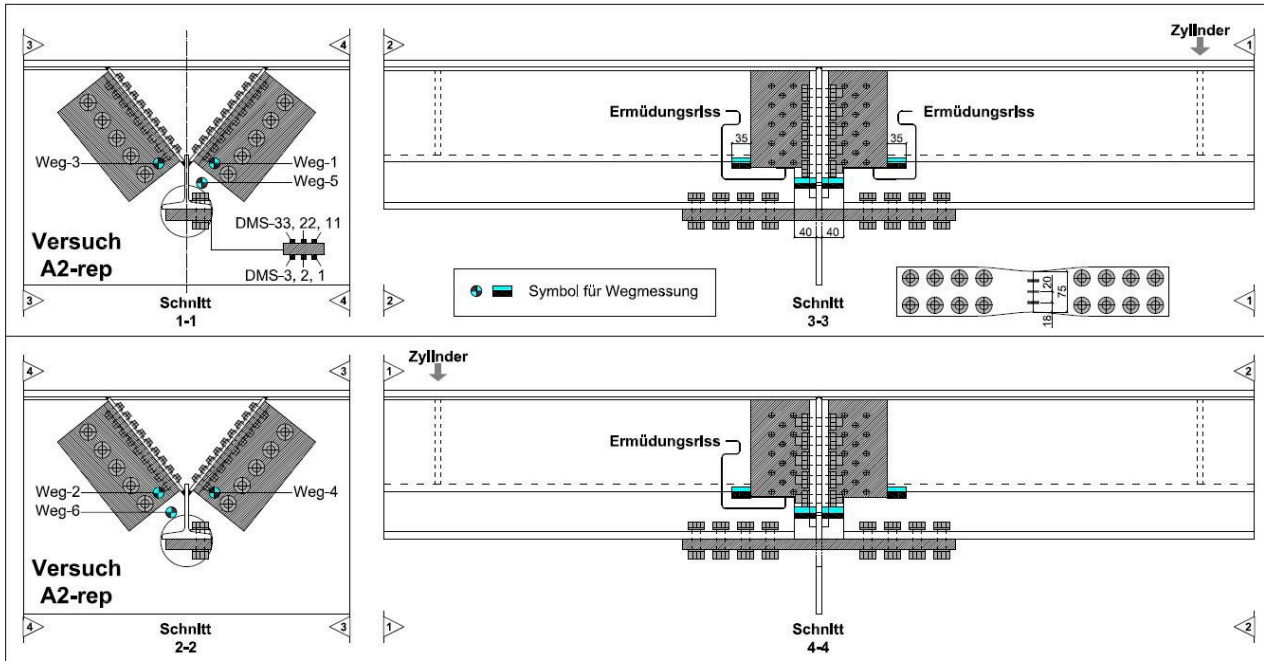 3
4
Weg-3
Weg-1
Weg-5
DMS-33, 22, 11
DMS-3, 2, 1
Versuch
A2-rep
3
4
Schnitt
1-1
2
Zylinder
1
Ermüdungsriss
Ermüdungsriss
35
35
40
40
Symbol für Wegmessung
2
Schnitt
3-3
20
75
18
1
4
3
Weg-2
Weg-4
Weg-6
Versuch
A2-rep
4
3
Schnitt
2-2
Zylinder
1
2
Ermüdungsriss
1
2
Schnitt
4-4